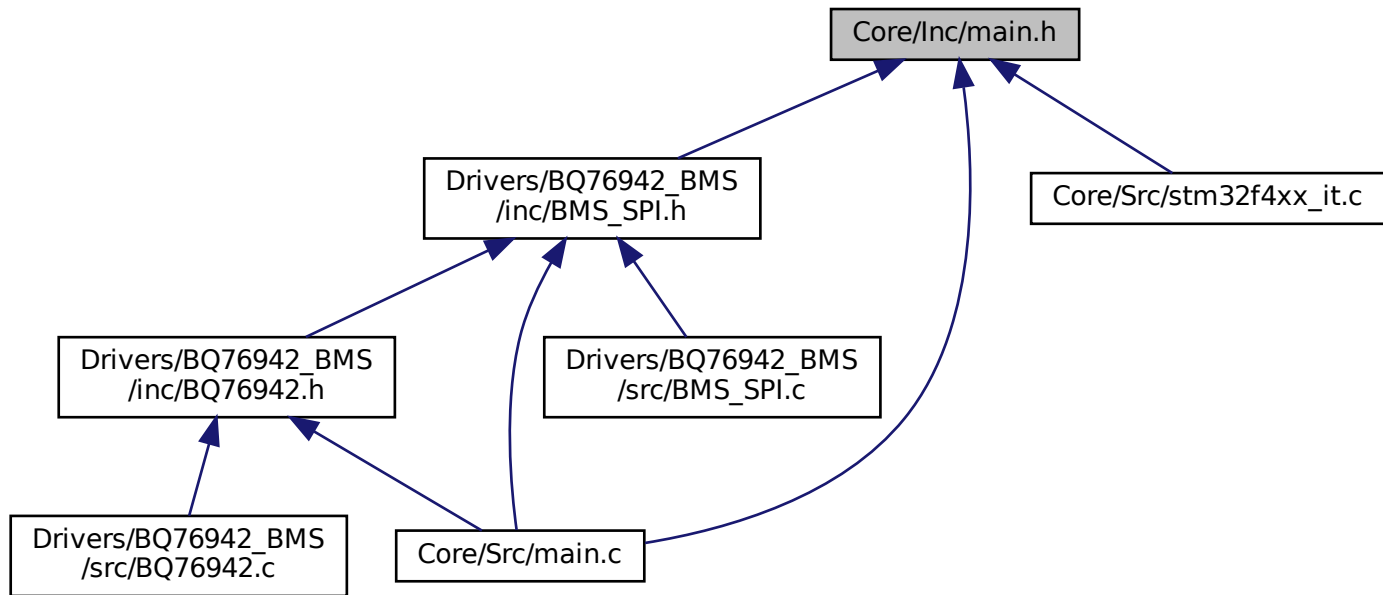 Core/Inc/main.h
Drivers/BQ76942_BMS
/inc/BMS_SPI.h
Core/Src/stm32f4xx_it.c
Drivers/BQ76942_BMS
/inc/BQ76942.h
Drivers/BQ76942_BMS
/src/BMS_SPI.c
Drivers/BQ76942_BMS
/src/BQ76942.c
Core/Src/main.c